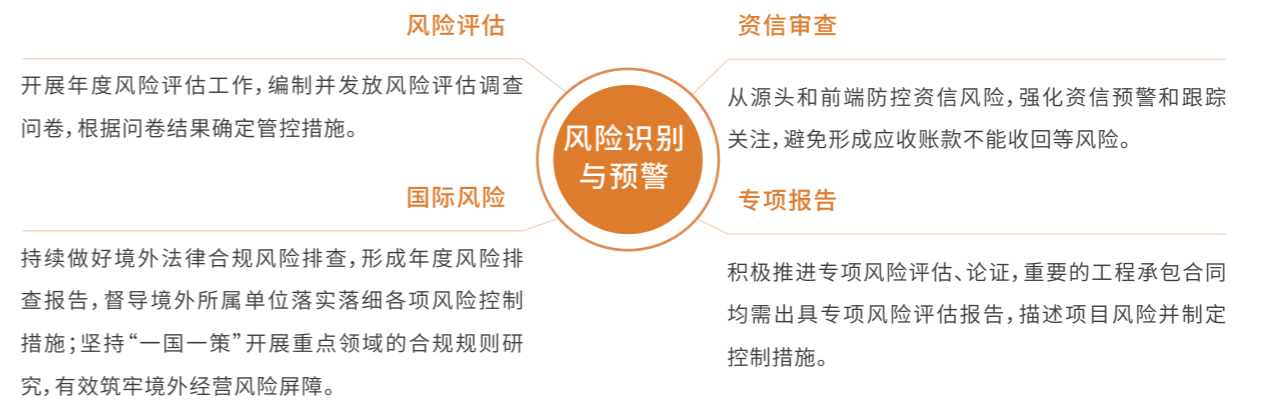 风险评估
开展年度风险评估工作，编制并发放风险评估调查
问卷，根据问卷结果确定管控措施。
资信审查
从源头和前端防控资信风险，强化资信预警和跟踪
关注，避免形成应收账款不能收回等风险。
风险识别
与预警
国际风险
持续做好境外法律合规风险排查，形成年度风险排
查报告，督导境外所属单位落实落细各项风险控制
措施；坚持“一国一策”开展重点领域的合规规则研
究，有效筑牢境外经营风险屏障。
专项报告
积极推进专项风险评估、论证，重要的工程承包合同
均需出具专项风险评估报告，描述项目风险并制定
控制措施。